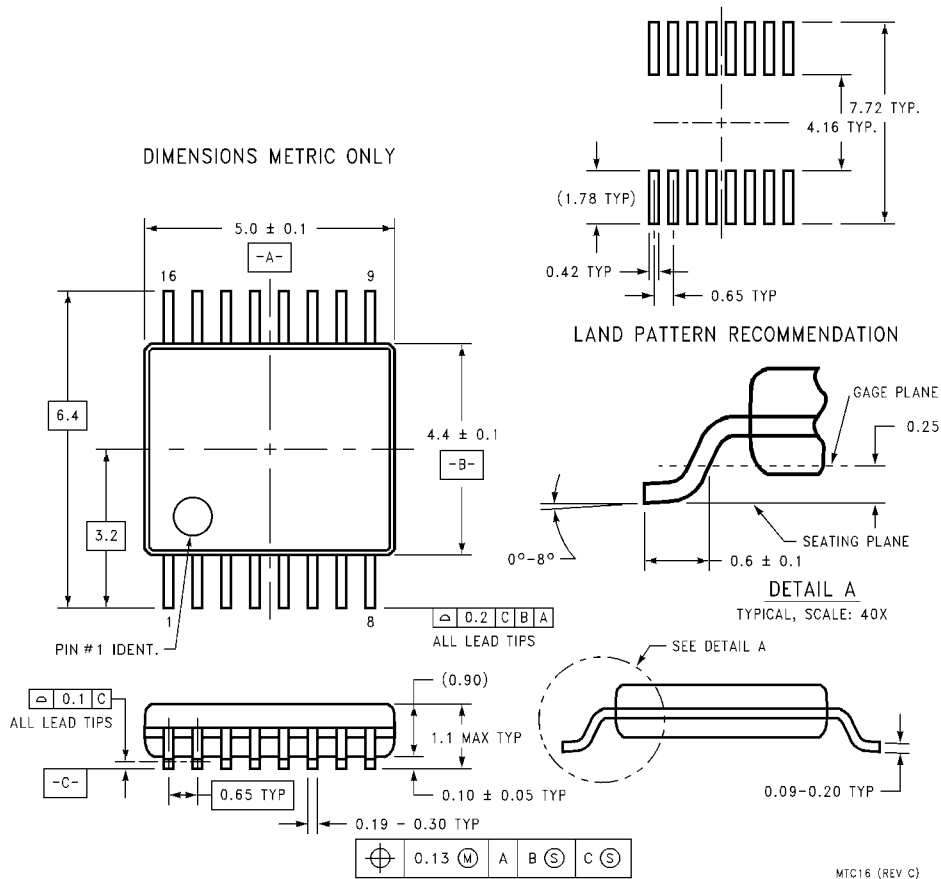 7.72 TYP.
4.16 TYP.
(1.78 TYP)
0.42 TYP
0.65 TYP
LAND PATTERN RECOMMENDATION
DIMENSIONS METRIC ONLY
5.0 ± 0.1
-A-
16
9
6.4
4.4 ± 0.1
-B-
3.2
1
8
PIN #1 IDENT.
⌓ 0.2 C B A
ALL LEAD TIPS
GAGE PLANE
0.25
SEATING PLANE
0°-8°
0.6 ± 0.1
DETAIL A
TYPICAL, SCALE: 40X
SEE DETAIL A
0.09-0.20 TYP
(0.90)
⌓ 0.1 C
ALL LEAD TIPS
1.1 MAX TYP
-C-
0.65 TYP
0.10 ± 0.05 TYP
0.19 - 0.30 TYP
⌖ 0.13 Ⓜ A B Ⓢ C Ⓢ
MTC16 (REV C)